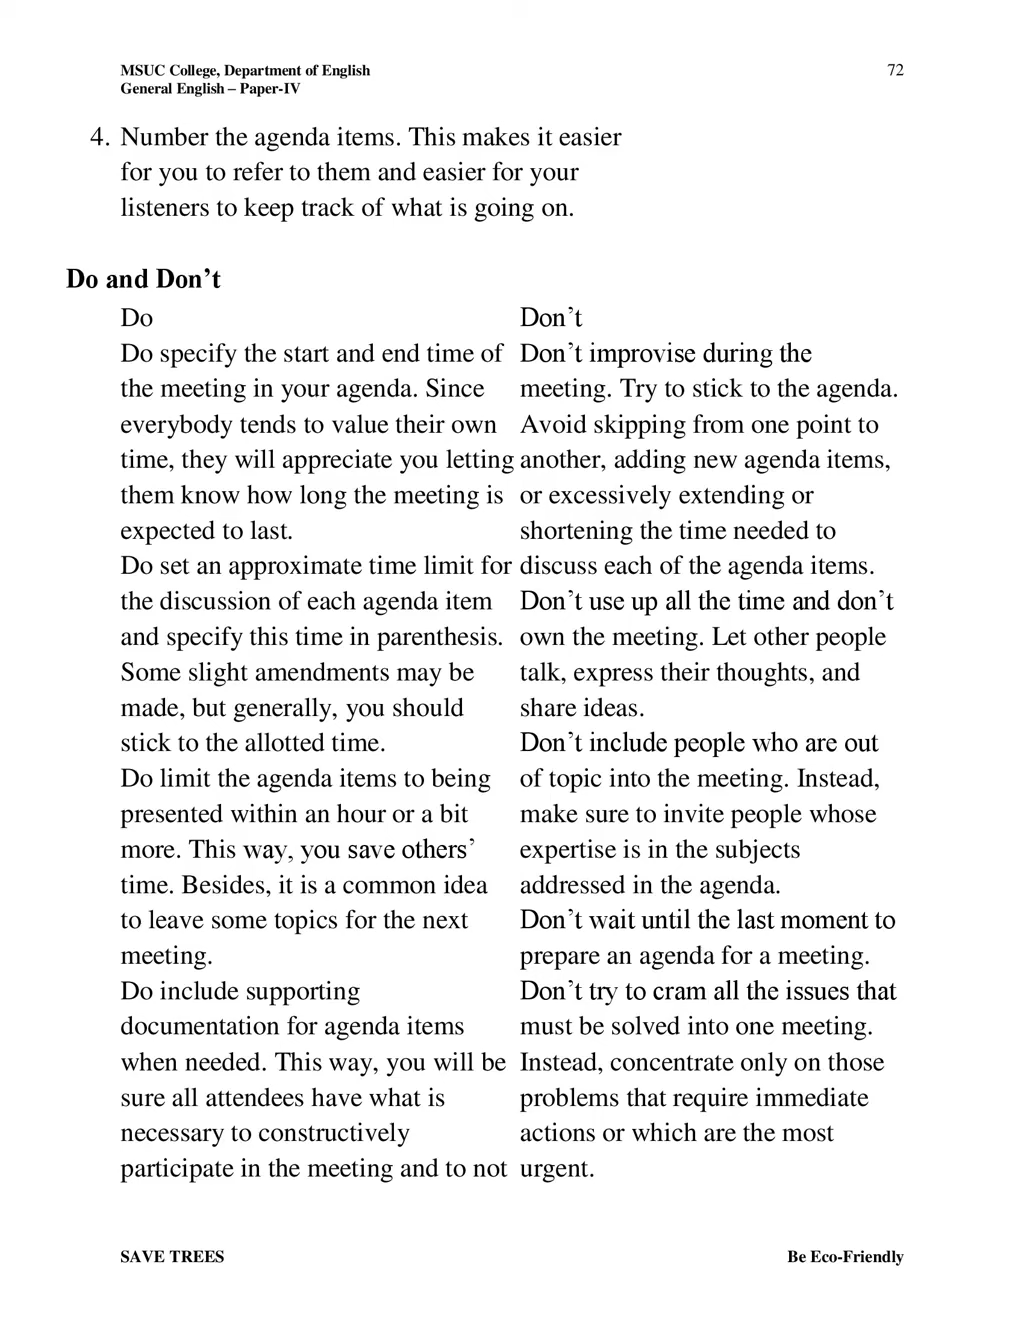 MSUC College, Department of English
72
General English – Paper-IV
4. Number the agenda items. This makes it easier
for you to refer to them and easier for your
listeners to keep track of what is going on.
Do and Don’t
Do
Do specify the start and end time of
the meeting in your agenda. Since
everybody tends to value their own
time, they will appreciate you letting
them know how long the meeting is
expected to last.
Do set an approximate time limit for
the discussion of each agenda item
and specify this time in parenthesis.
Some slight amendments may be
made, but generally, you should
stick to the allotted time.
Do limit the agenda items to being
presented within an hour or a bit
more. This way, you save others’
time. Besides, it is a common idea
to leave some topics for the next
meeting.
Do include supporting
documentation for agenda items
when needed. This way, you will be
sure all attendees have what is
necessary to constructively
participate in the meeting and to not
Don’t
Don’t improvise during the
meeting. Try to stick to the agenda.
Avoid skipping from one point to
another, adding new agenda items,
or excessively extending or
shortening the time needed to
discuss each of the agenda items.
Don’t use up all the time and don’t
own the meeting. Let other people
talk, express their thoughts, and
share ideas.
Don’t include people who are out
of topic into the meeting. Instead,
make sure to invite people whose
expertise is in the subjects
addressed in the agenda.
Don’t wait until the last moment to
prepare an agenda for a meeting.
Don’t try to cram all the issues that
must be solved into one meeting.
Instead, concentrate only on those
problems that require immediate
actions or which are the most
urgent.
SAVE TREES
Be Eco-Friendly